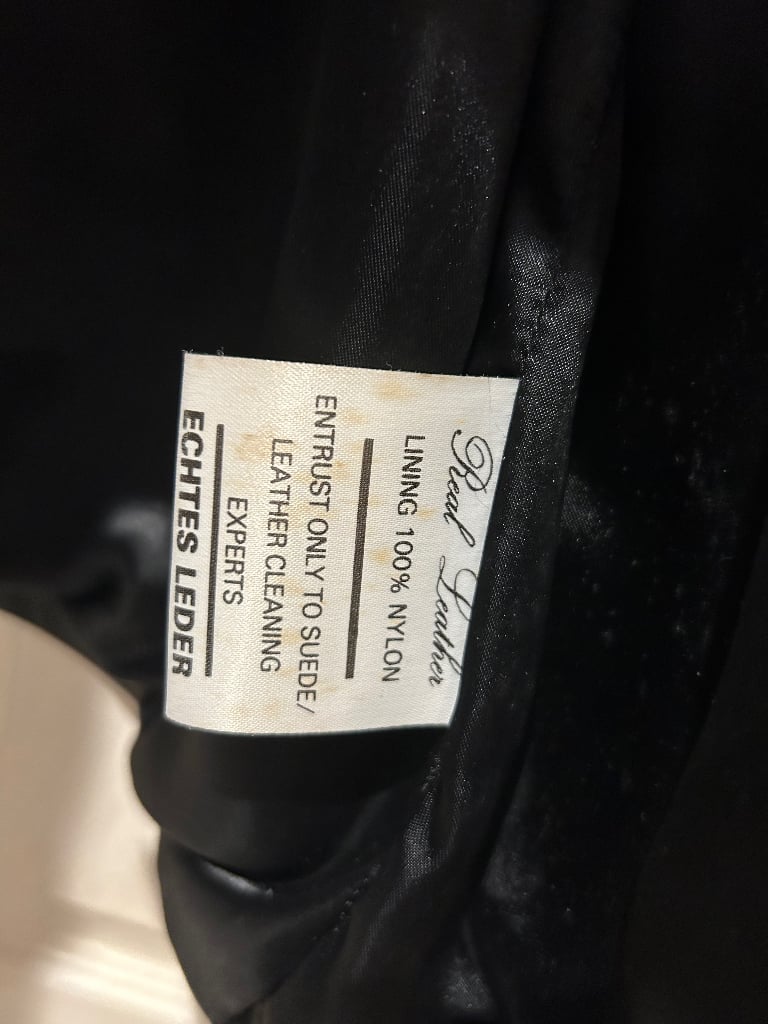 Real Leather
LINING 100% NYLON
ENTRUST ONLY TO SUEDE/
LEATHER CLEANING
EXPERTS
ECHTES LEDER